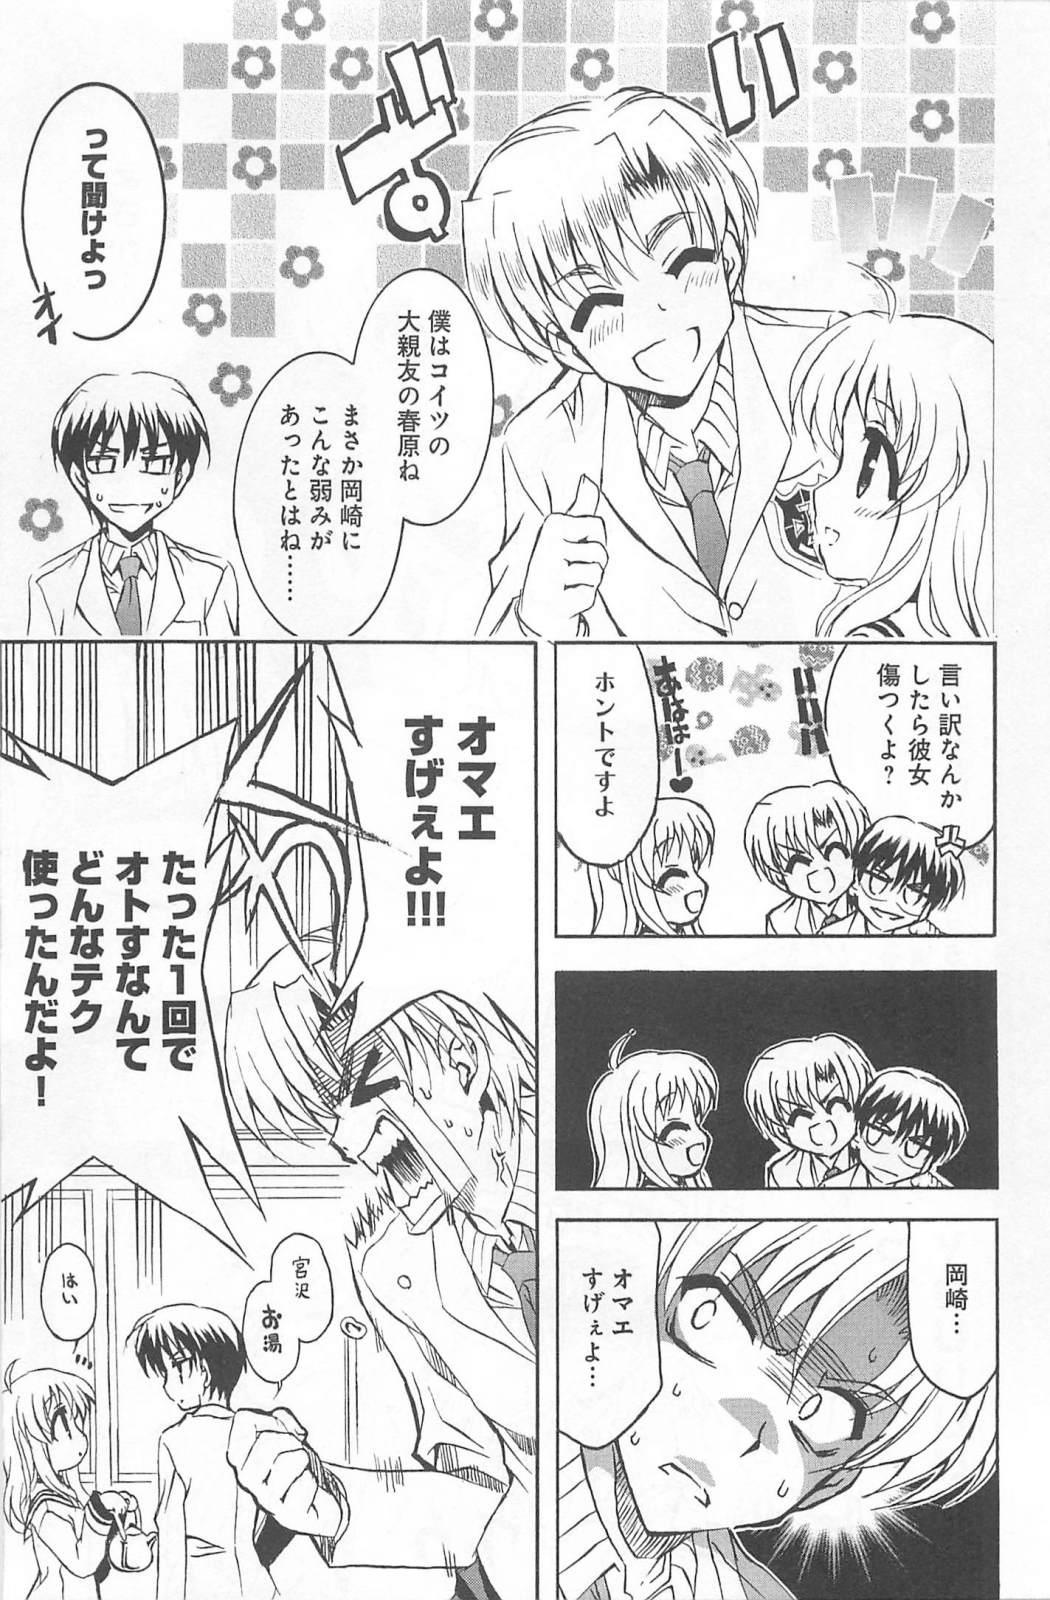 いいい
ざ
僕はコイツの
大親友の春原ね
まさか岡崎に
こんな弱みが
あったとはね……
って聞けよっ
オイ
言い訳なんか
したら彼女
傷つくよ?
ホントですよ
あはは—♥
岡崎…
オマエ
すげぇよ…
オマエ
すげぇよ!!!
たった1回で
オトすなんて
どんなテク
使ったんだよ!
宮沢
お湯
はい